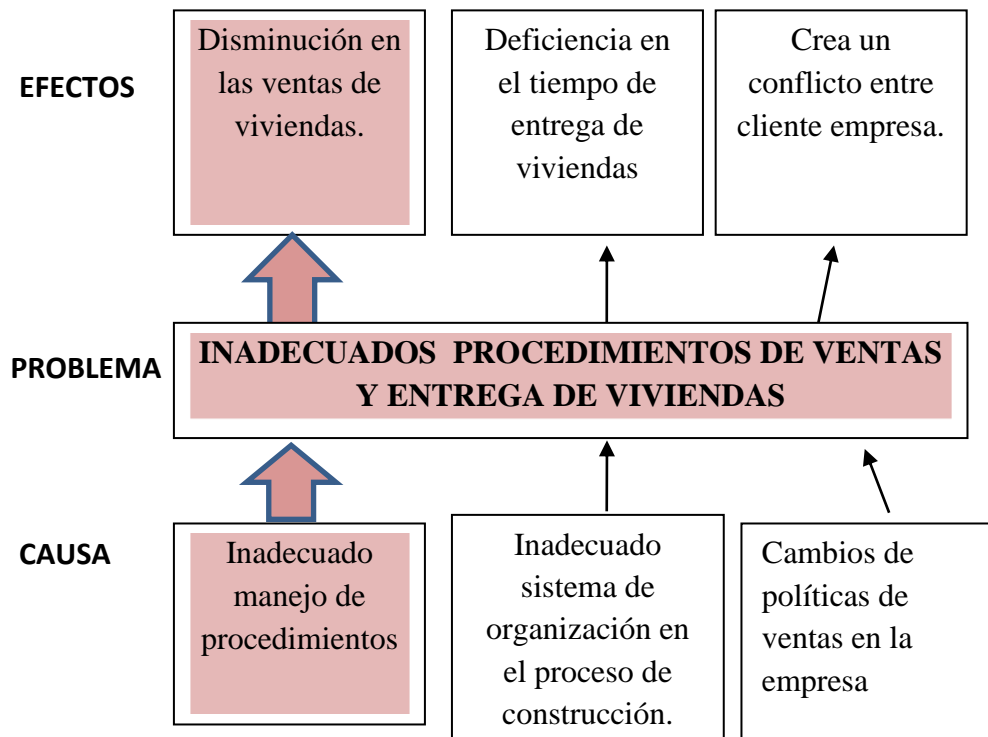 EFECTOS
Disminución en
las ventas de
viviendas.
Deficiencia en
el tiempo de
entrega de
viviendas
Crea un
conflicto entre
cliente empresa.
PROBLEMA
INADECUADOS PROCEDIMIENTOS DE VENTAS
Y ENTREGA DE VIVIENDAS
CAUSA
Inadecuado
manejo de
procedimientos
Inadecuado
sistema de
organización en
el proceso de
construcción.
Cambios de
políticas de
ventas en la
empresa